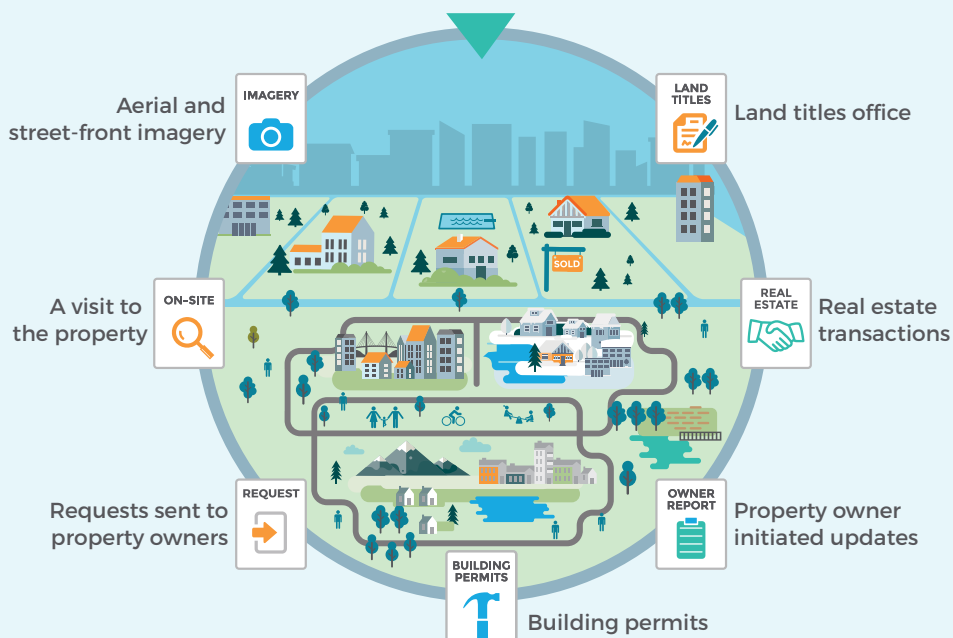 IMAGERY
Aerial and
street-front imagery
LAND
TITLES
Land titles office
SOLD
ON-SITE
A visit to
the property
REAL
ESTATE
Real estate
transactions
REQUEST
Requests sent to
property owners
OWNER
REPORT
Property owner
initiated updates
BUILDING
PERMITS
Building permits